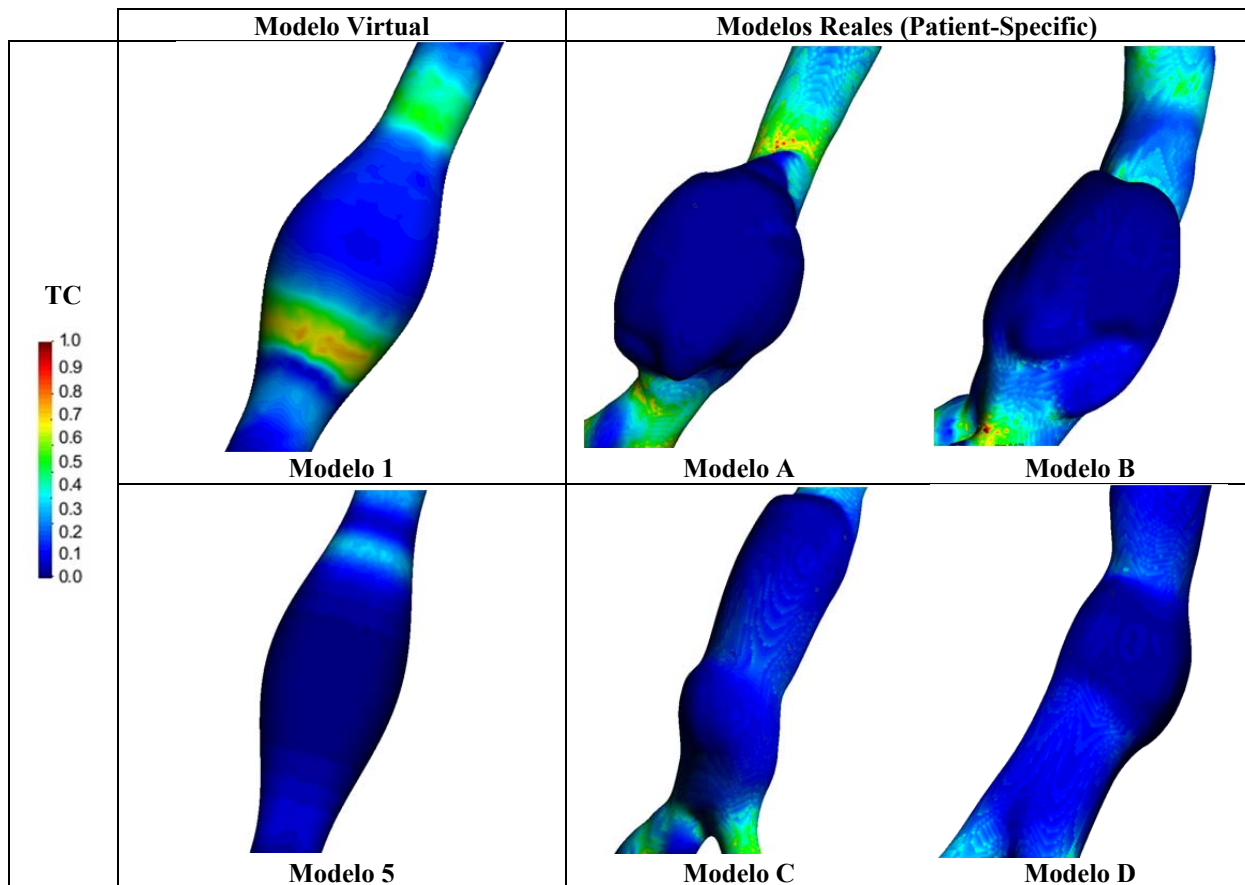 Modelo Virtual
Modelos Reales (Patient-Specific)
TC
1.0
0.9
0.8
0.7
0.6
0.5
0.4
0.3
0.2
0.1
0.0
Modelo 1
Modelo A
Modelo B
Modelo 5
Modelo C
Modelo D